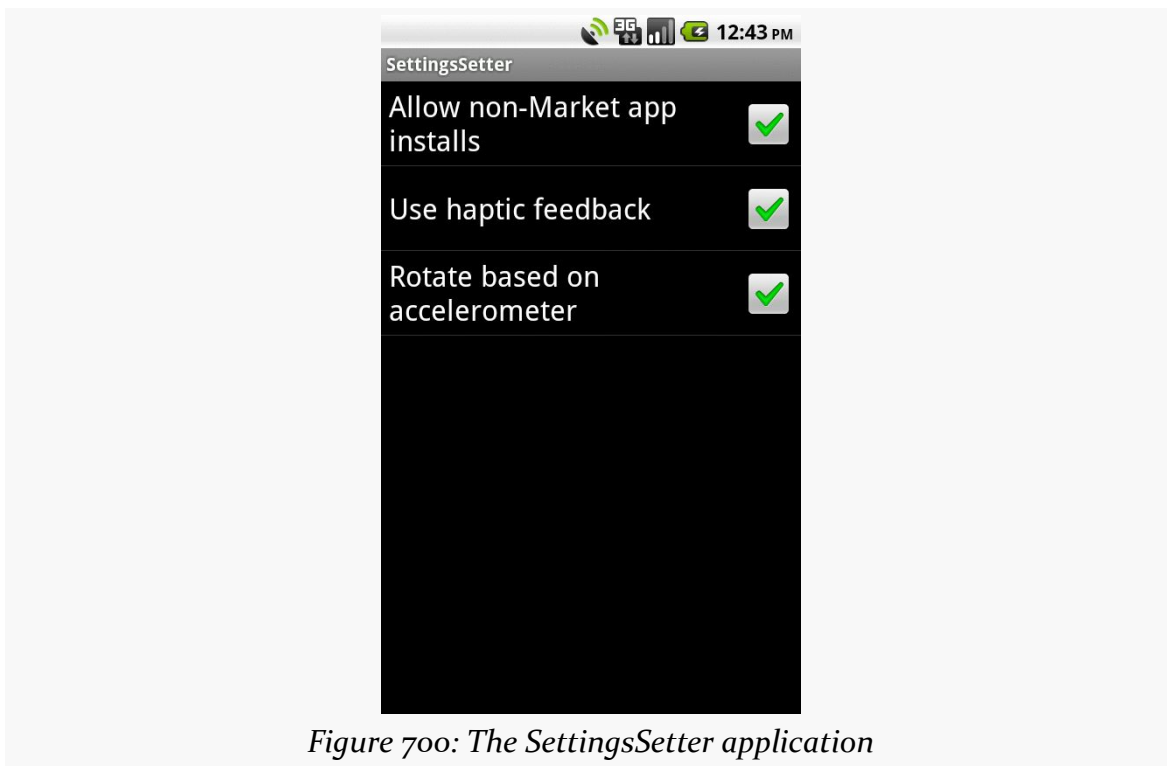 3G
12:43 PM
SettingsSetter
Allow non-Market app
installs
Use haptic feedback
Rotate based on
accelerometer
Figure 700: The SettingsSetter application